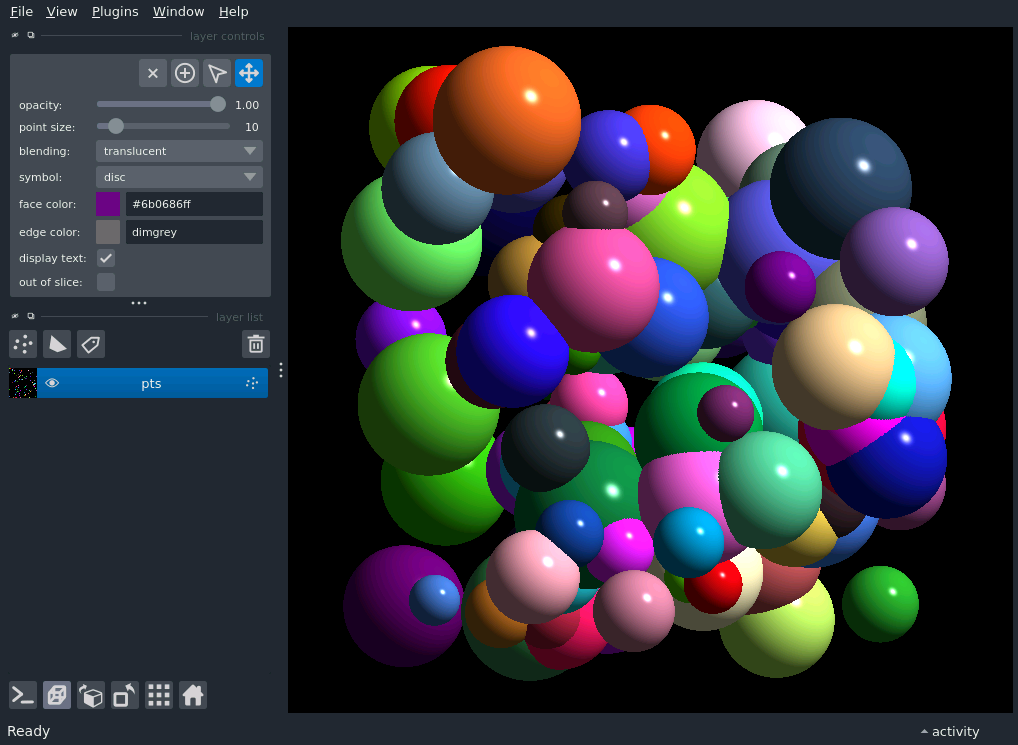 File View Plugins Window Help
layer controls
opacity: 1.00
point size: 10
blending: translucent
symbol: disc
face color: #6b0686ff
edge color: dimgrey
display text:
out of slice:
layer list
pts
Ready activity